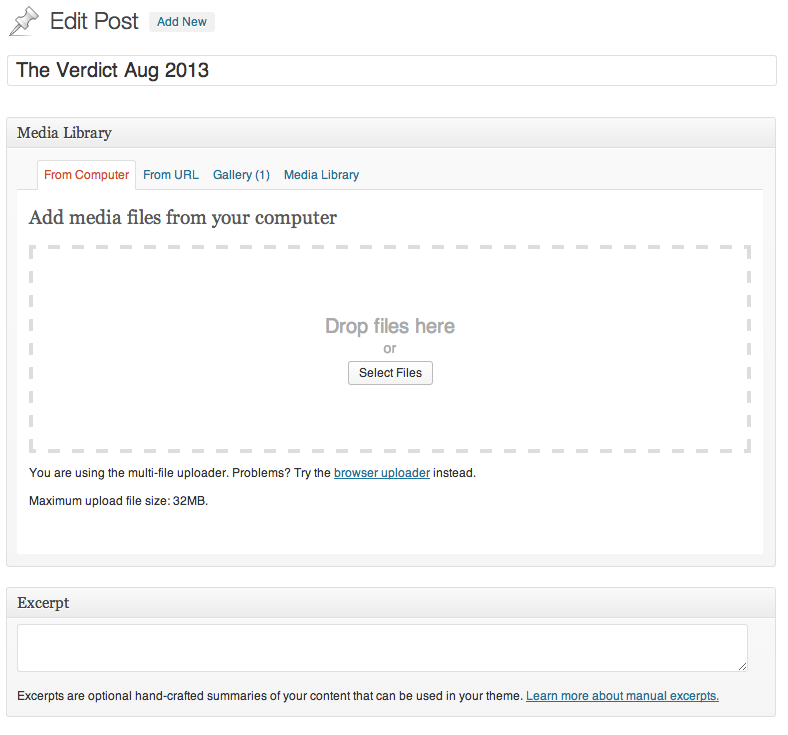 Edit Post Add New
The Verdict Aug 2013
Media Library
From Computer From URL Gallery (1) Media Library
Add media files from your computer
Drop files here
or
Select Files
You are using the multi-file uploader. Problems? Try the browser uploader instead.
Maximum upload file size: 32MB.
Excerpt
Excerpts are optional hand-crafted summaries of your content that can be used in your theme. Learn more about manual excerpts.